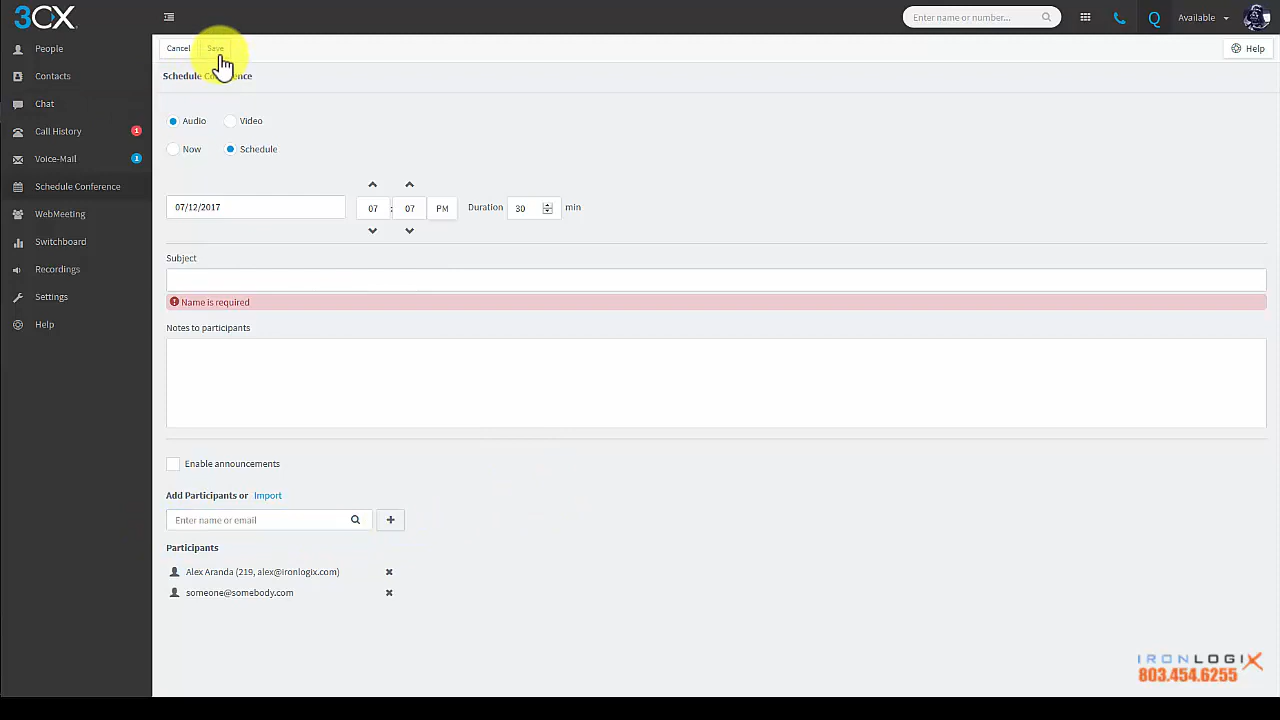 3CX
Enter name or number...
Q
Available
People
Contacts
Chat
Call History
1
Voice-Mail
1
Schedule Conference
WebMeeting
Switchboard
Recordings
Settings
Help
Cancel
Save
Help
Schedule Conference
Audio
Video
Now
Schedule
07/12/2017
07 : 07 PM
Duration 30 min
Subject
Name is required
Notes to participants
Enable announcements
Add Participants or Import
Enter name or email
Participants
Alex Aranda (219, alex@ironlogix.com)
someone@somebody.com
IRONLOGIX
803.454.6255